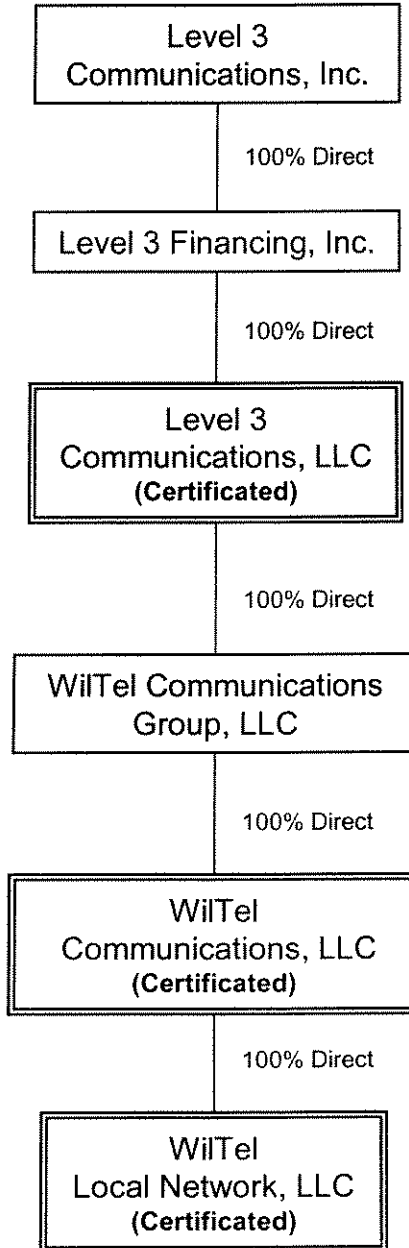 Level 3
Communications, Inc.
100% Direct
Level 3 Financing, Inc.
100% Direct
Level 3
Communications, LLC
(Certificated)
100% Direct
WilTel Communications
Group, LLC
100% Direct
WilTel
Communications, LLC
(Certificated)
100% Direct
WilTel
Local Network, LLC
(Certificated)